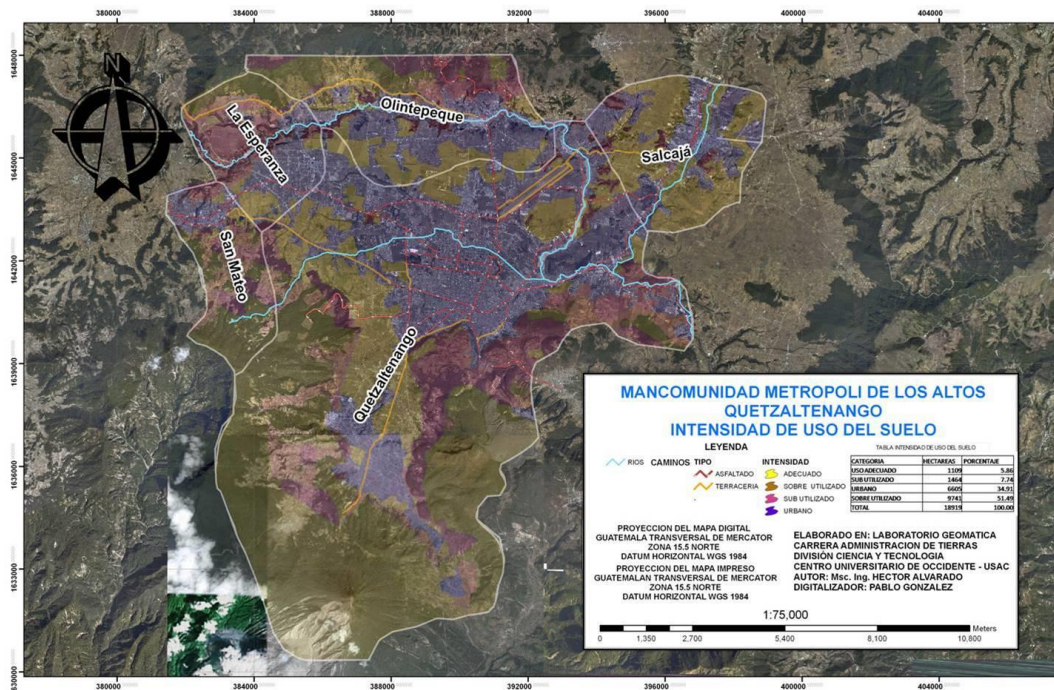 380000 384000 388000 392000 396000 400000 404000
1648000
1645000
1642000
1639000
1636000
1633000
1630000
N
La Esperanza
Olintepeque
Salcajá
San Mateo
Quetzaltenango
MANCOMUNIDAD METROPOLI DE LOS ALTOS
QUETZALTENANGO
INTENSIDAD DE USO DEL SUELO
LEYENDA
RIOS
CAMINOS TIPO
ASFALTADO
TERRACERIA
INTENSIDAD
ADECUADO
SOBRE UTILIZADO
SUB UTILIZADO
URBANO
TABLA INTENSIDAD DE USO DEL SUELO
CATEGORIA HECTAREAS PORCENTAJE
USO ADECUADO 1109 5.86
SUB UTILIZADO 1464 7.74
URBANO 6605 34.91
SOBRE UTILIZADO 9741 51.49
TOTAL 18919 100.00
PROYECCION DEL MAPA DIGITAL
GUATEMALA TRANSVERSAL DE MERCATOR
ZONA 15.5 NORTE
DATUM HORIZONTAL WGS 1984
PROYECCION DEL MAPA IMPRESO
GUATEMALAN TRANSVERSAL DE MERCATOR
ZONA 15.5 NORTE
DATUM HORIZONTAL WGS 1984
ELABORADO EN: LABORATORIO GEOMATICA
CARRERA ADMINISTRACION DE TIERRAS
DIVISIÓN CIENCIA Y TECNOLOGIA
CENTRO UNIVERSITARIO DE OCCIDENTE - USAC
AUTOR: Msc. Ing. HECTOR ALVARADO
DIGITALIZADOR: PABLO GONZALEZ
1:75,000
Meters
0 1,350 2,700 5,400 8,100 10,800
380000 384000 388000 392000 396000 400000 404000